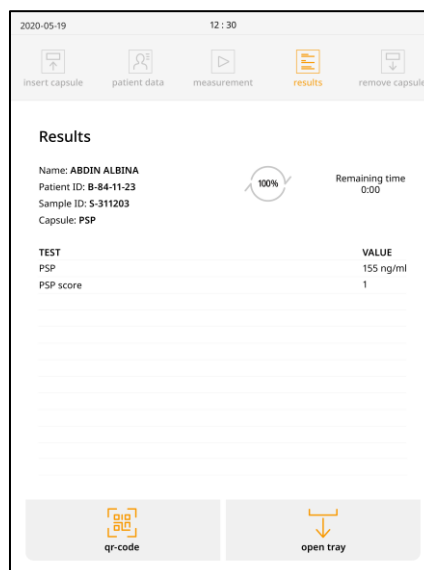 2020-05-19 12 : 30
insert capsule patient data measurement results remove capsule
Results
Name: ABDIN ALBINA
Patient ID: B-84-11-23
Sample ID: S-311203
Capsule: PSP
100%
Remaining time
0:00
TEST VALUE
PSP 155 ng/ml
PSP score 1
qr-code open tray